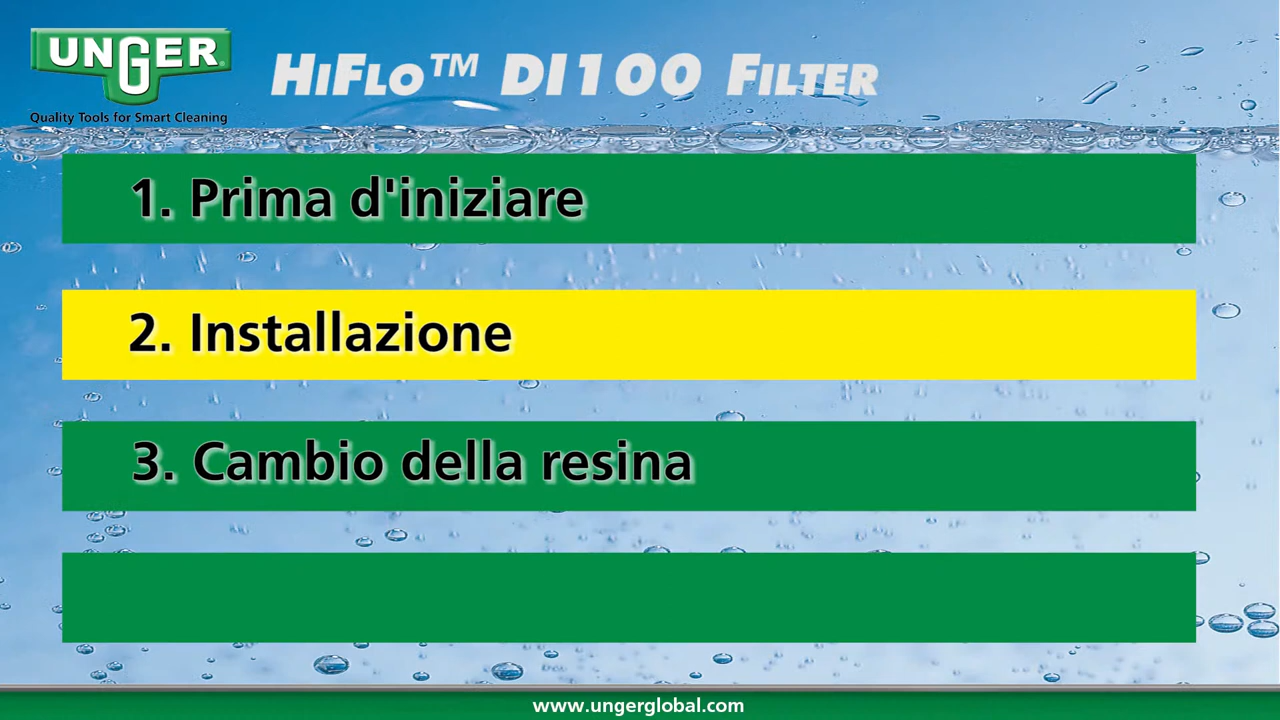 UNGER
Quality Tools for Smart Cleaning
HiFlo™ DI100 Filter
1. Prima d'iniziare
2. Installazione
3. Cambio della resina
www.ungerglobal.com